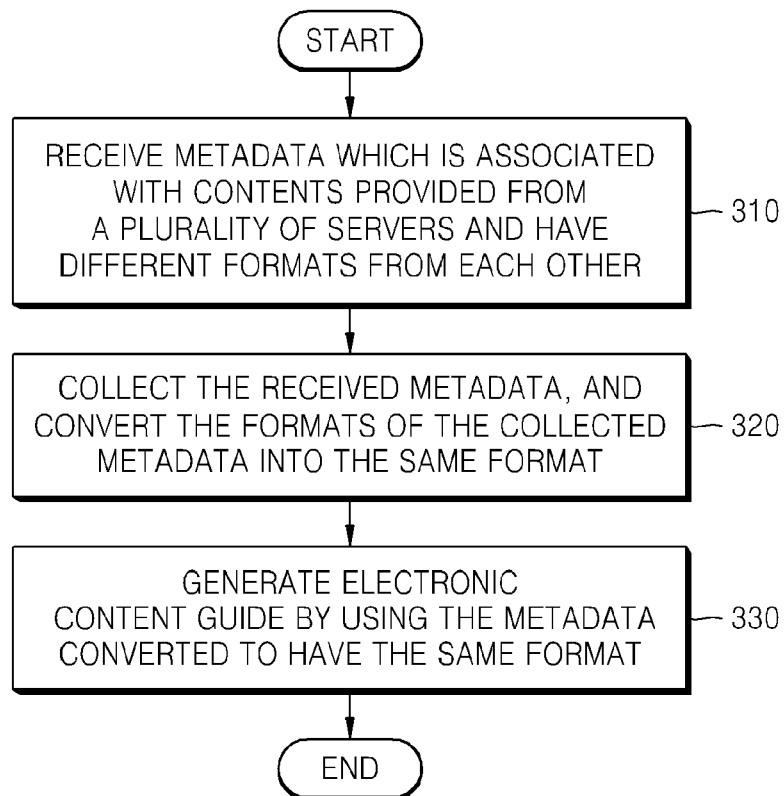 START
RECEIVE METADATA WHICH IS ASSOCIATED
WITH CONTENTS PROVIDED FROM
A PLURALITY OF SERVERS AND HAVE
DIFFERENT FORMATS FROM EACH OTHER
310
COLLECT THE RECEIVED METADATA, AND
CONVERT THE FORMATS OF THE COLLECTED
METADATA INTO THE SAME FORMAT
320
GENERATE ELECTRONIC
CONTENT GUIDE BY USING THE METADATA
CONVERTED TO HAVE THE SAME FORMAT
330
END